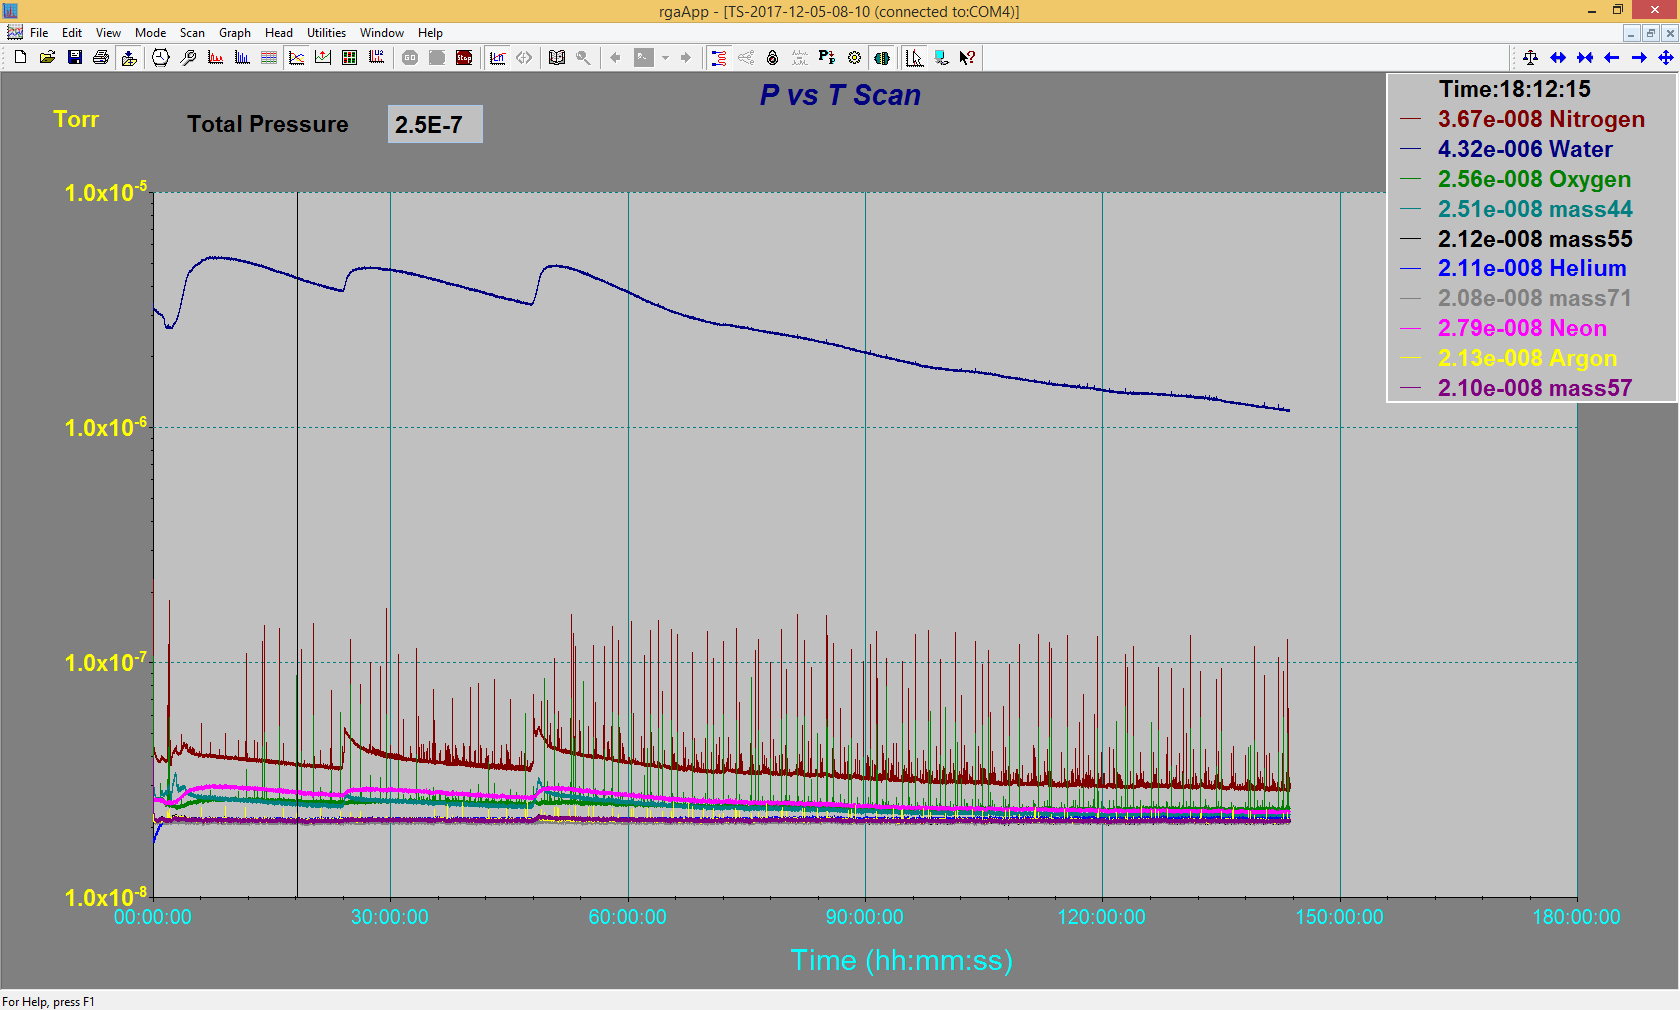 rgaApp - [TS-2017-12-05-08-10 (connected to:COM4)]
File Edit View Mode Scan Graph Head Utilities Window Help
GO Stop
P vs T Scan
Torr
Total Pressure 2.5E-7
Time:18:12:15
3.67e-008 Nitrogen
4.32e-006 Water
2.56e-008 Oxygen
2.51e-008 mass44
2.12e-008 mass55
2.11e-008 Helium
2.08e-008 mass71
2.79e-008 Neon
2.13e-008 Argon
2.10e-008 mass57
1.0x10-5
1.0x10-6
1.0x10-7
1.0x10-8
00:00:00 30:00:00 60:00:00 90:00:00 120:00:00 150:00:00 180:00:00
Time (hh:mm:ss)
For Help, press F1